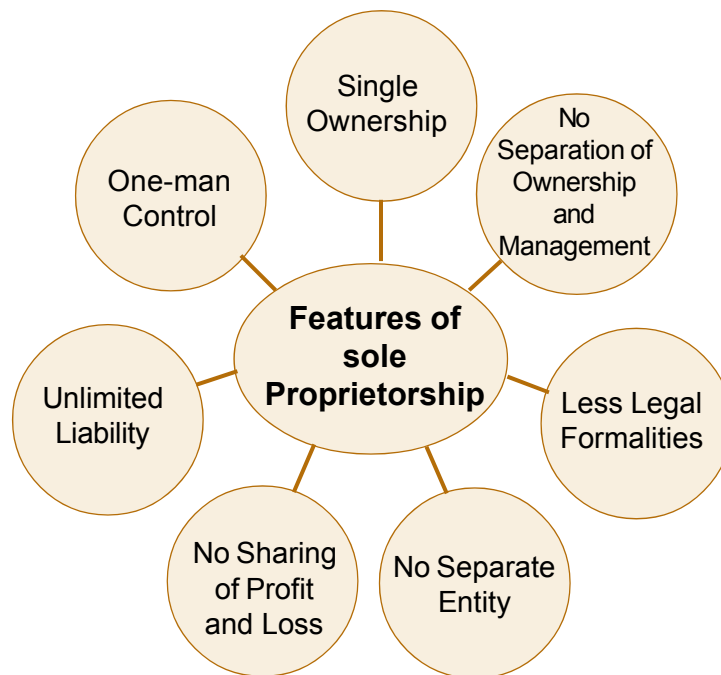 Single
Ownership
No
Separation of
Ownership
and
Management
One-man
Control
Features of
sole
Proprietorship
Unlimited
Liability
Less Legal
Formalities
No Sharing
of Profit
and Loss
No Separate
Entity